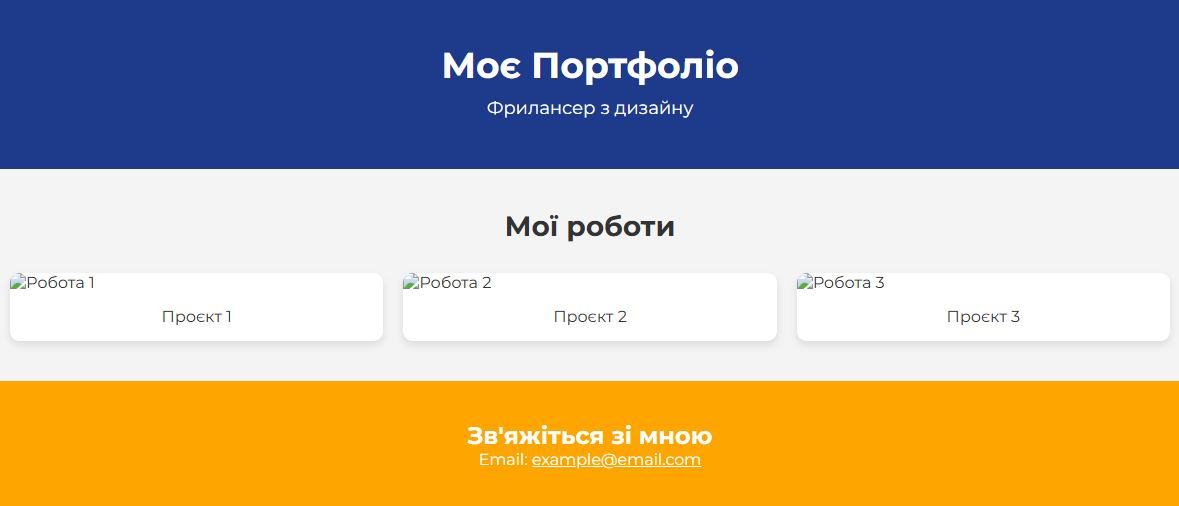 Моє Портфоліо
Фрилансер з дизайну
Мої роботи
Робота 1
Проєкт 1
Робота 2
Проєкт 2
Робота 3
Проєкт 3
Зв'яжіться зі мною
Email: example@email.com